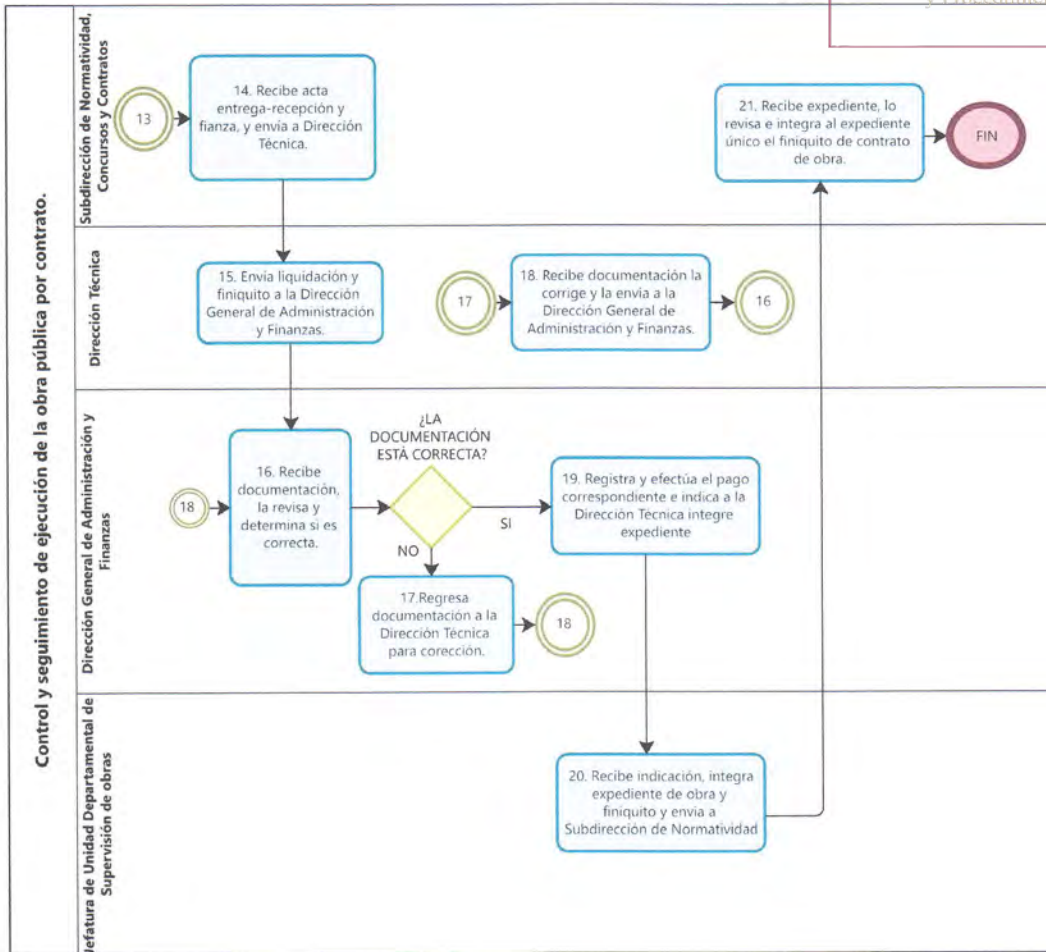 Control y seguimiento de ejecución de la obra pública por contrato.
Subdirección de Normatividad,
Concursos y Contratos
13
14. Recibe acta
entrega-recepción y
fianza, y envía a Dirección
Técnica.
21. Recibe expediente, lo
revisa e integra al expediente
único el finiquito de contrato
de obra.
FIN
Dirección Técnica
15. Envía liquidación y
finiquito a la Dirección
General de Administración
y Finanzas.
17
18. Recibe documentación la
corrige y la envía a la
Dirección General de
Administración y Finanzas.
16
Dirección General de Administración y
Finanzas
18
16. Recibe
documentación,
la revisa y
determina si es
correcta.
¿LA
DOCUMENTACIÓN
ESTÁ CORRECTA?
SI
NO
19. Registra y efectúa el pago
correspondiente e indica a la
Dirección Técnica integre
expediente
17.Regresa
documentación a la
Dirección Técnica
para corección.
18
Jefatura de Unidad Departamental de
Supervisión de obras
20. Recibe indicación, integra
expediente de obra y
finiquito y envia a
Subdirección de Normatividad